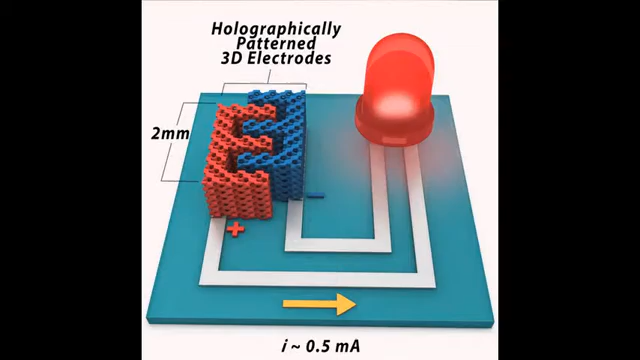 Holographically
Patterned
3D Electrodes
2mm
+
−
i ~ 0.5 mA